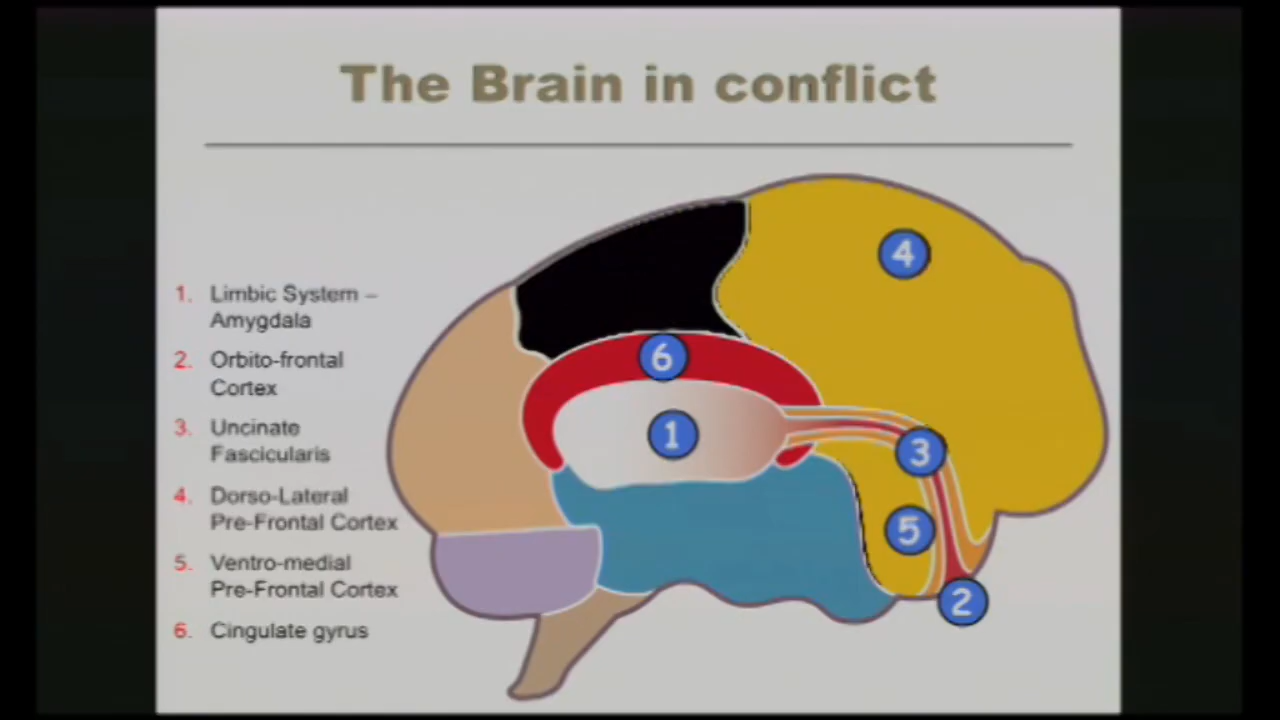 The Brain in conflict
1. Limbic System –
Amygdala
2. Orbito-frontal
Cortex
3. Uncinate
Fascicularis
4. Dorso-Lateral
Pre-Frontal Cortex
5. Ventro-medial
Pre-Frontal Cortex
6. Cingulate gyrus
4
6
1
3
5
2